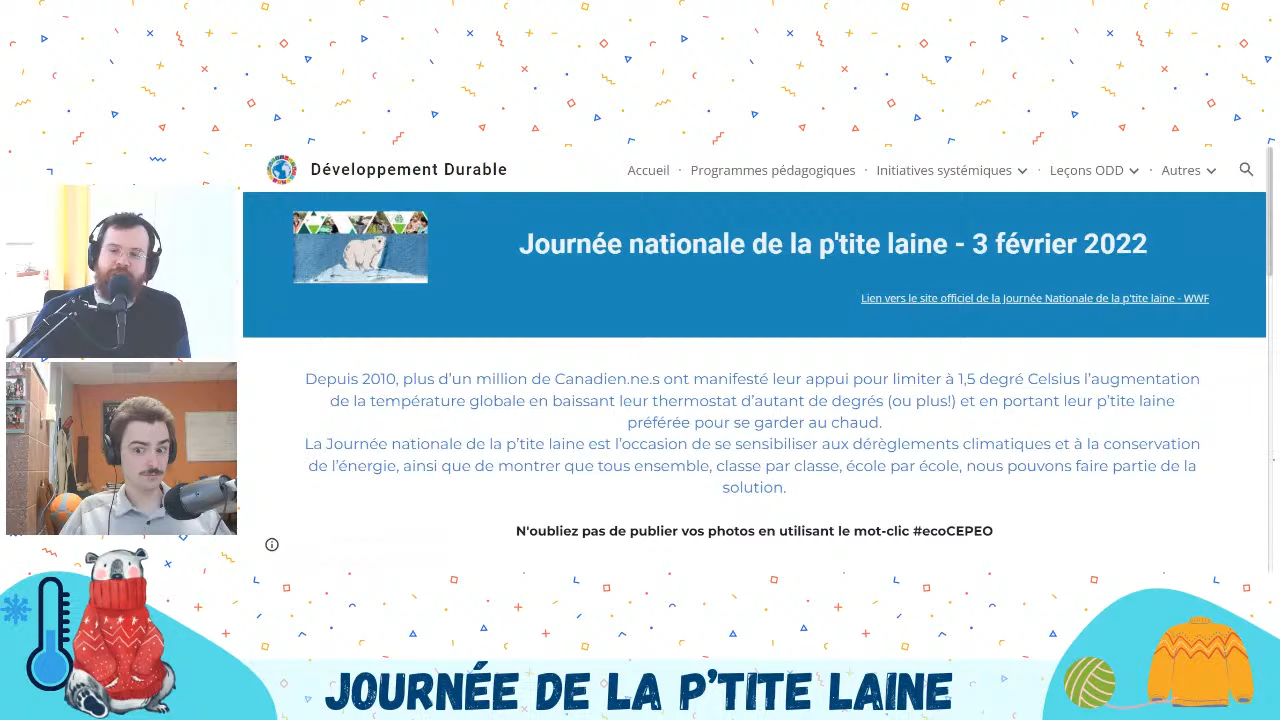 Développement Durable
Accueil · Programmes pédagogiques · Initiatives systémiques · Leçons ODD · Autres
Journée nationale de la p'tite laine - 3 février 2022
Lien vers le site officiel de la Journée Nationale de la p'tite laine - WWF
Depuis 2010, plus d’un million de Canadien.ne.s ont manifesté leur appui pour limiter à 1,5 degré Celsius l’augmentation
de la température globale en baissant leur thermostat d’autant de degrés (ou plus!) et en portant leur p’tite laine
préférée pour se garder au chaud.
La Journée nationale de la p’tite laine est l’occasion de se sensibiliser aux dérèglements climatiques et à la conservation
de l’énergie, ainsi que de montrer que tous ensemble, classe par classe, école par école, nous pouvons faire partie de la
solution.
N'oubliez pas de publier vos photos en utilisant le mot-clic #ecoCEPEO
JOURNÉE DE LA P’TITE LAINE